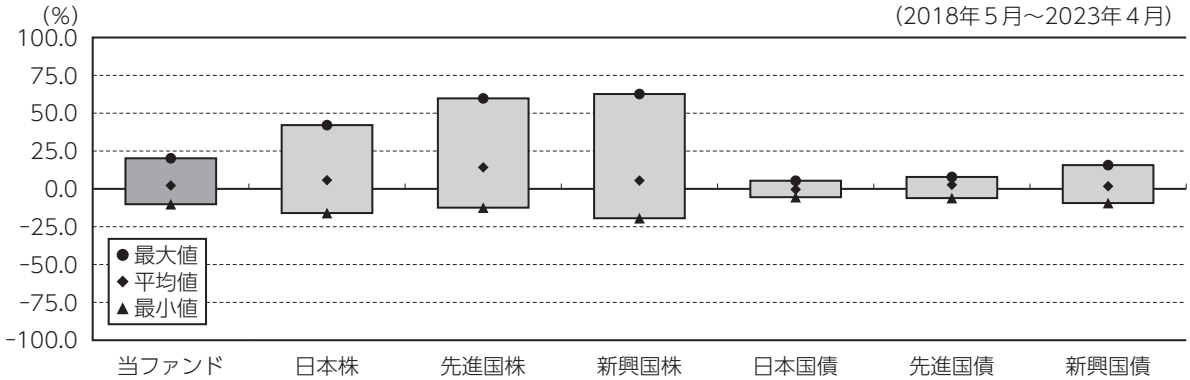 (%)
(2018年5月～2023年4月)
100.0
75.0
50.0
25.0
0.0
-25.0
-50.0
-75.0
-100.0
●最大値
◆平均値
▲最小値
当ファンド 日本株 先進国株 新興国株 日本国債 先進国債 新興国債